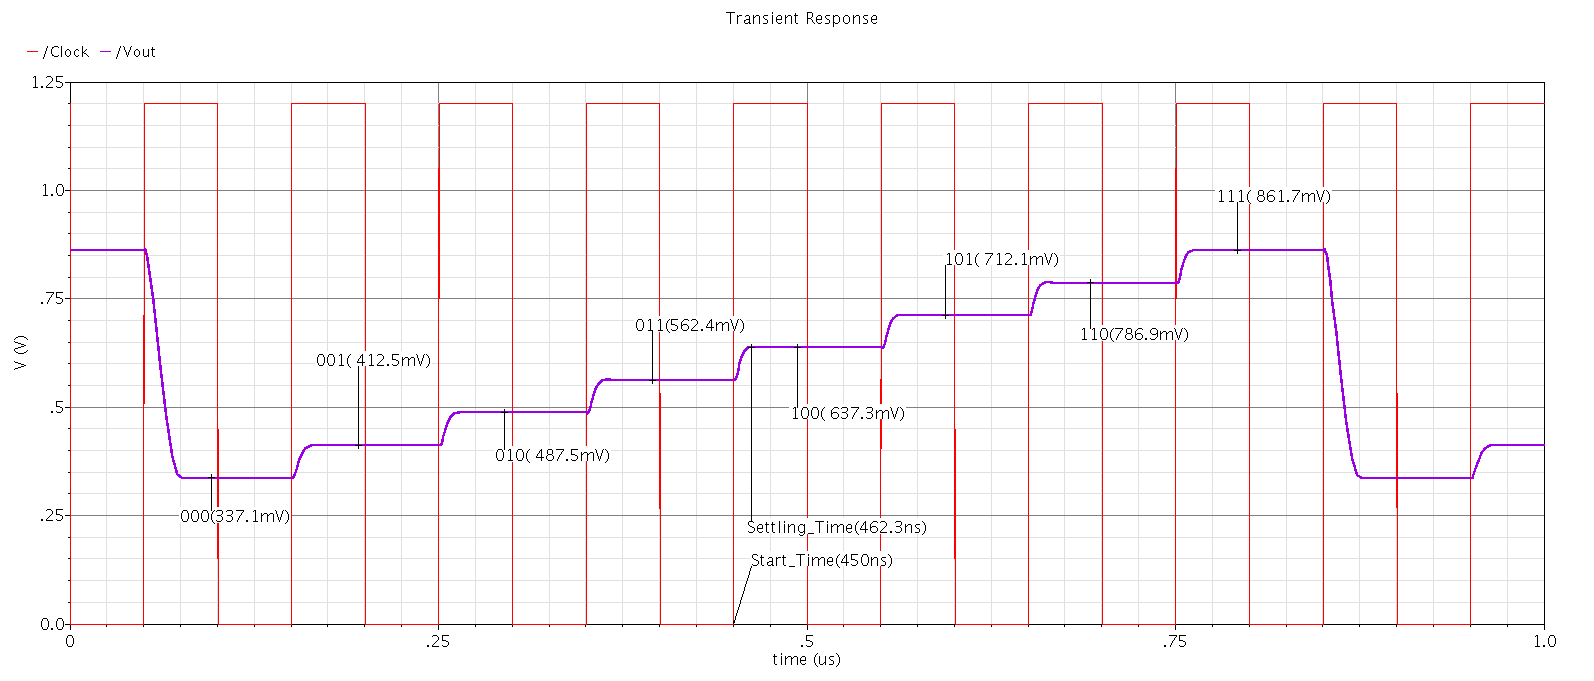 Transient Response
— /Clock — /Vout
1.25
1.0
.75
.5
.25
0.0
V (V)
111( 861.7mV)
101( 712.1mV)
011(562.4mV)
110(786.9mV)
001( 412.5mV)
100( 637.3mV)
010( 487.5mV)
000(337.1mV)
Settling_Time(462.3ns)
Start_Time(450ns)
0 .25 .5 .75 1.0
time (us)